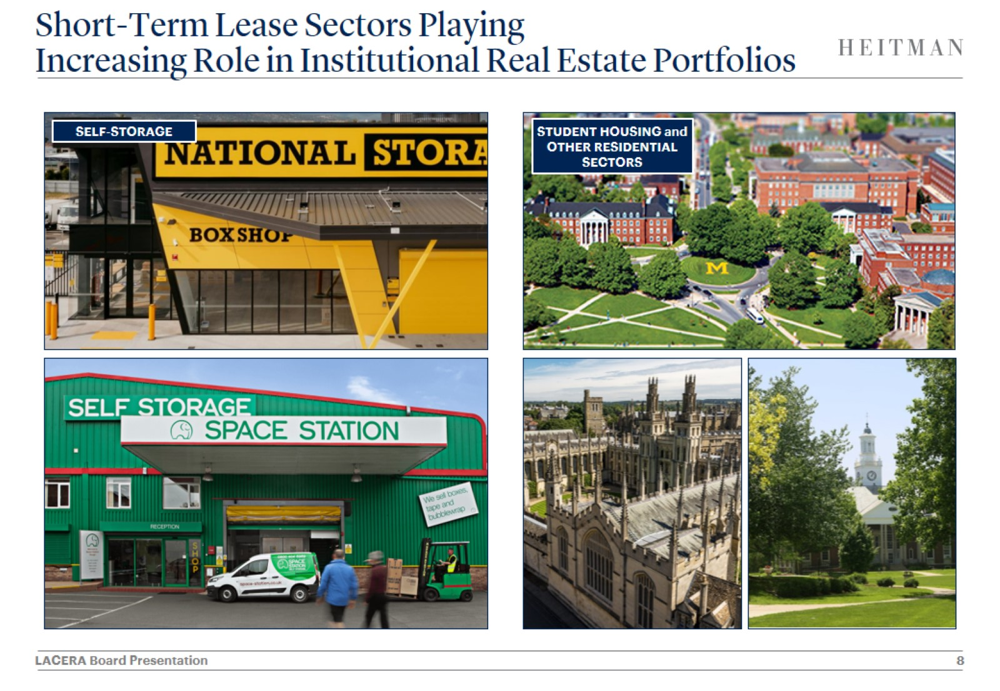 Short-Term Lease Sectors Playing
Increasing Role in Institutional Real Estate Portfolios
HEITMAN
SELF-STORAGE
NATIONAL STORA
BOXSHOP
STUDENT HOUSING and
OTHER RESIDENTIAL
SECTORS
M
SELF STORAGE
SPACE STATION
We sell boxes,
tape and
bubblewrap
RECEPTION
SHOP
SPACE
STATION
space-station.co.uk
LACERA Board Presentation
8